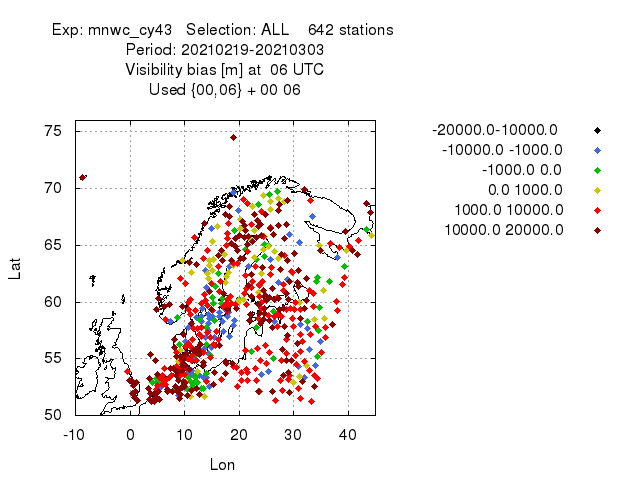 Exp: mnwc_cy43   Selection: ALL    642 stations
Period: 20210219-20210303
Visibility bias [m] at  06 UTC
Used {00,06} + 00 06
-20000.0-10000.0
-10000.0 -1000.0
-1000.0 0.0
0.0 1000.0
1000.0 10000.0
10000.0 20000.0
75
70
65
60
55
50
Lat
-10 0 10 20 30 40
Lon